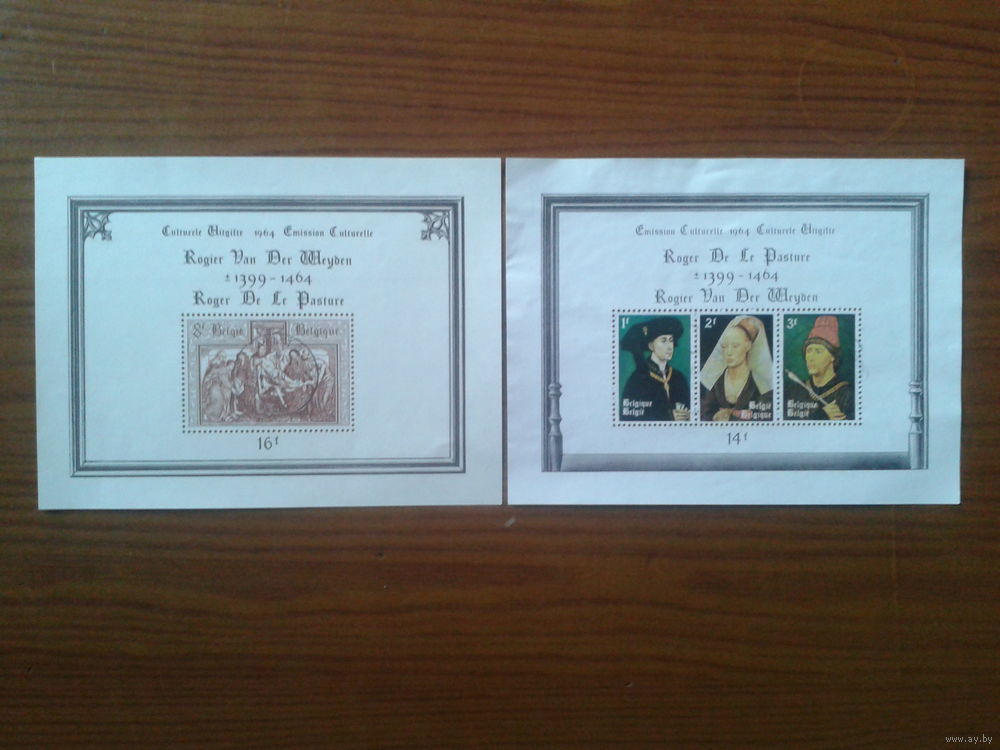 Culturele Uitgifte 1964 Emission Culturelle
Rogier Van Der Weyden
± 1399 - 1464
Roger De Le Pasture
8f België Belgique
16f
Emission Culturelle 1964 Culturele Uitgifte
Roger De Le Pasture
± 1399 - 1464
Rogier Van Der Weyden
1f
Belgique
België
2f
België
Belgique
3f
Belgique
België
14f
www.ay.by